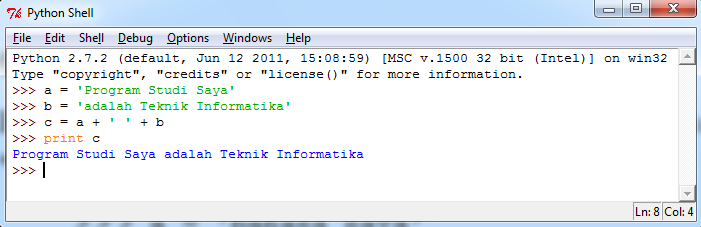 Python Shell
File Edit Shell Debug Options Windows Help
Python 2.7.2 (default, Jun 12 2011, 15:08:59) [MSC v.1500 32 bit (Intel)] on win32
Type "copyright", "credits" or "license()" for more information.
>>> a = 'Program Studi Saya'
>>> b = 'adalah Teknik Informatika'
>>> c = a + ' ' + b
>>> print c
Program Studi Saya adalah Teknik Informatika
>>>
Ln: 8 Col: 4